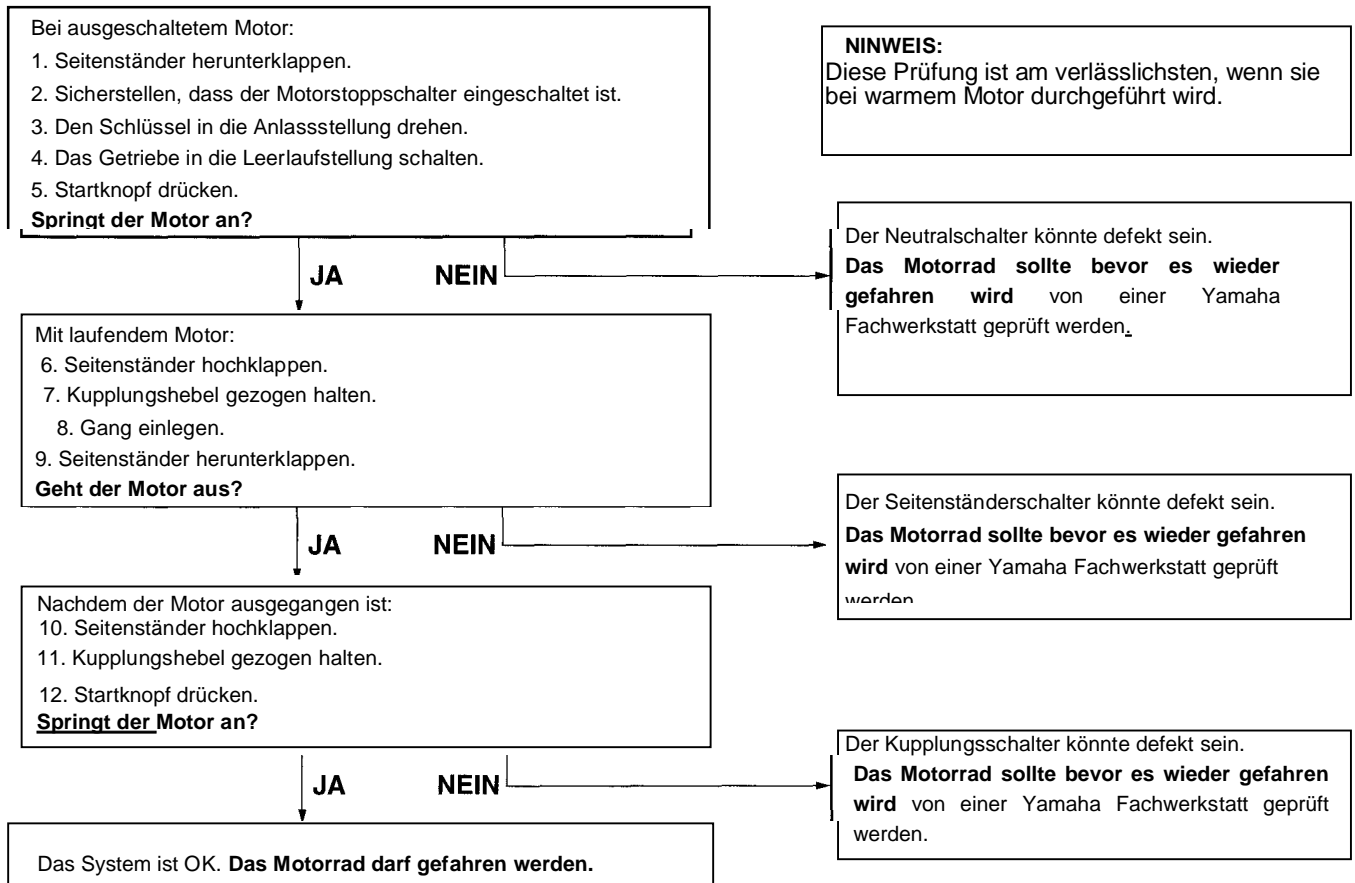 Bei ausgeschaltetem Motor:
1. Seitenständer herunterklappen.
2. Sicherstellen, dass der Motorstoppschalter eingeschaltet ist.
3. Den Schlüssel in die Anlassstellung drehen.
4. Das Getriebe in die Leerlaufstellung schalten.
5. Startknopf drücken.
Springt der Motor an?
NINWEIS:
Diese Prüfung ist am verlässlichsten, wenn sie
bei warmem Motor durchgeführt wird.
JA
NEIN
Der Neutralschalter könnte defekt sein.
Das Motorrad sollte bevor es wieder
gefahren wird von einer Yamaha
Fachwerkstatt geprüft werden.
Mit laufendem Motor:
6. Seitenständer hochklappen.
7. Kupplungshebel gezogen halten.
8. Gang einlegen.
9. Seitenständer herunterklappen.
Geht der Motor aus?
JA
NEIN
Der Seitenständerschalter könnte defekt sein.
Das Motorrad sollte bevor es wieder gefahren
wird von einer Yamaha Fachwerkstatt geprüft
werden
Nachdem der Motor ausgegangen ist:
10. Seitenständer hochklappen.
11. Kupplungshebel gezogen halten.
12. Startknopf drücken.
Springt der Motor an?
JA
NEIN
Der Kupplungsschalter könnte defekt sein.
Das Motorrad sollte bevor es wieder gefahren
wird von einer Yamaha Fachwerkstatt geprüft
werden.
Das System ist OK. Das Motorrad darf gefahren werden.